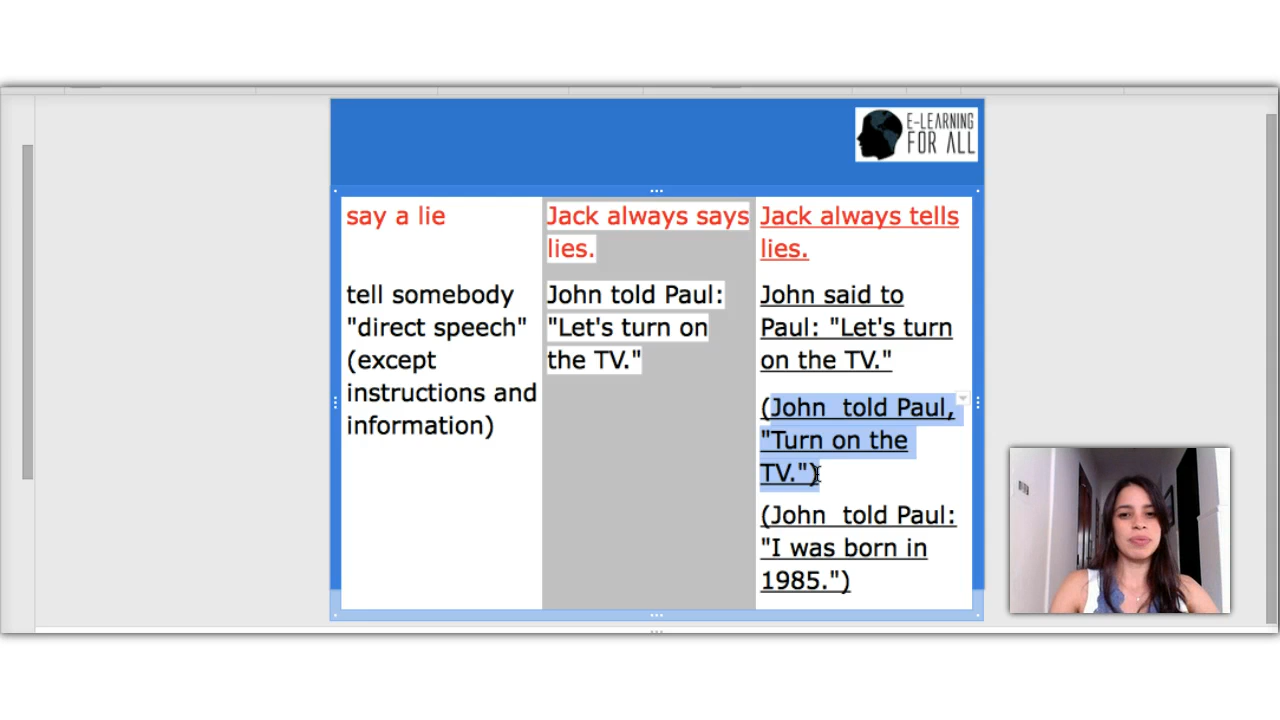 E-LEARNING
FOR ALL
say a lie
Jack always says
lies.
Jack always tells
lies.
tell somebody
"direct speech"
(except
instructions and
information)
John told Paul:
"Let's turn on
the TV."
John said to
Paul: "Let's turn
on the TV."
(John  told Paul,
"Turn on the
TV.")
(John  told Paul:
"I was born in
1985.")